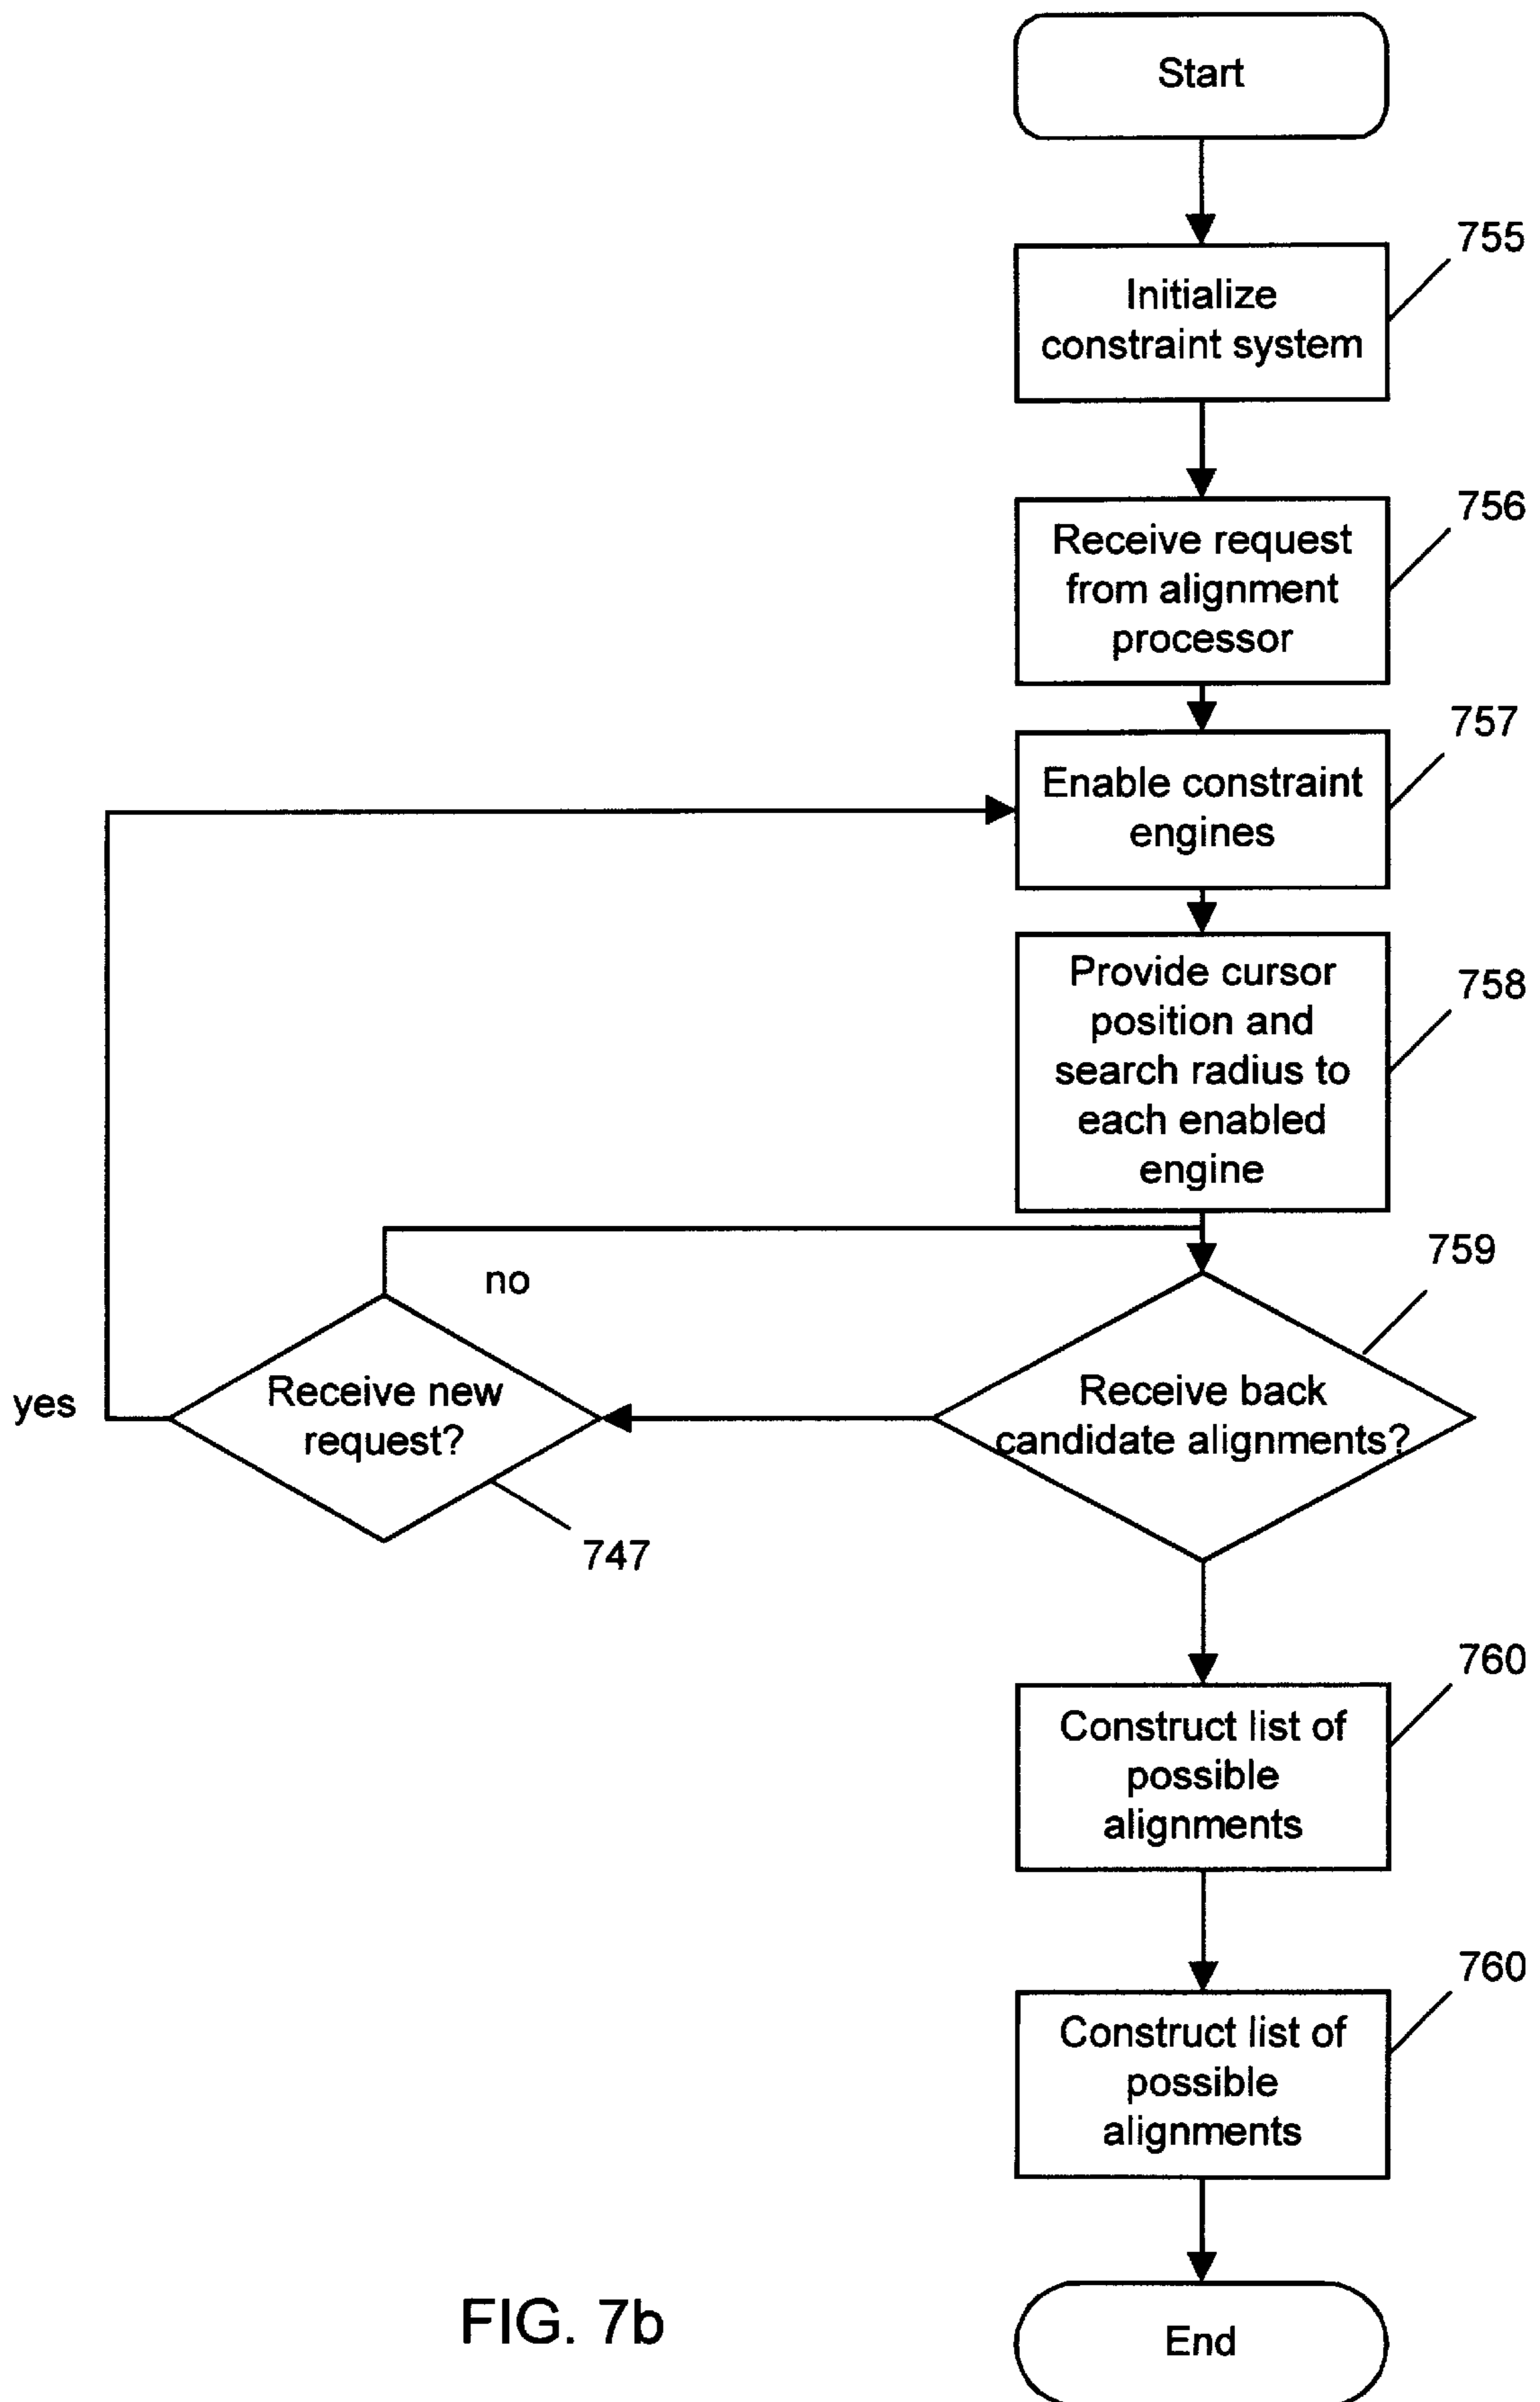 Start
755
Initialize
constraint system
756
Receive request
from alignment
processor
757
Enable constraint
engines
758
Provide cursor
position and
search radius to
each enabled
engine
759
no
yes
Receive new
request?
Receive back
candidate alignments?
747
760
Construct list of
possible
alignments
760
Construct list of
possible
alignments
FIG. 7b
End